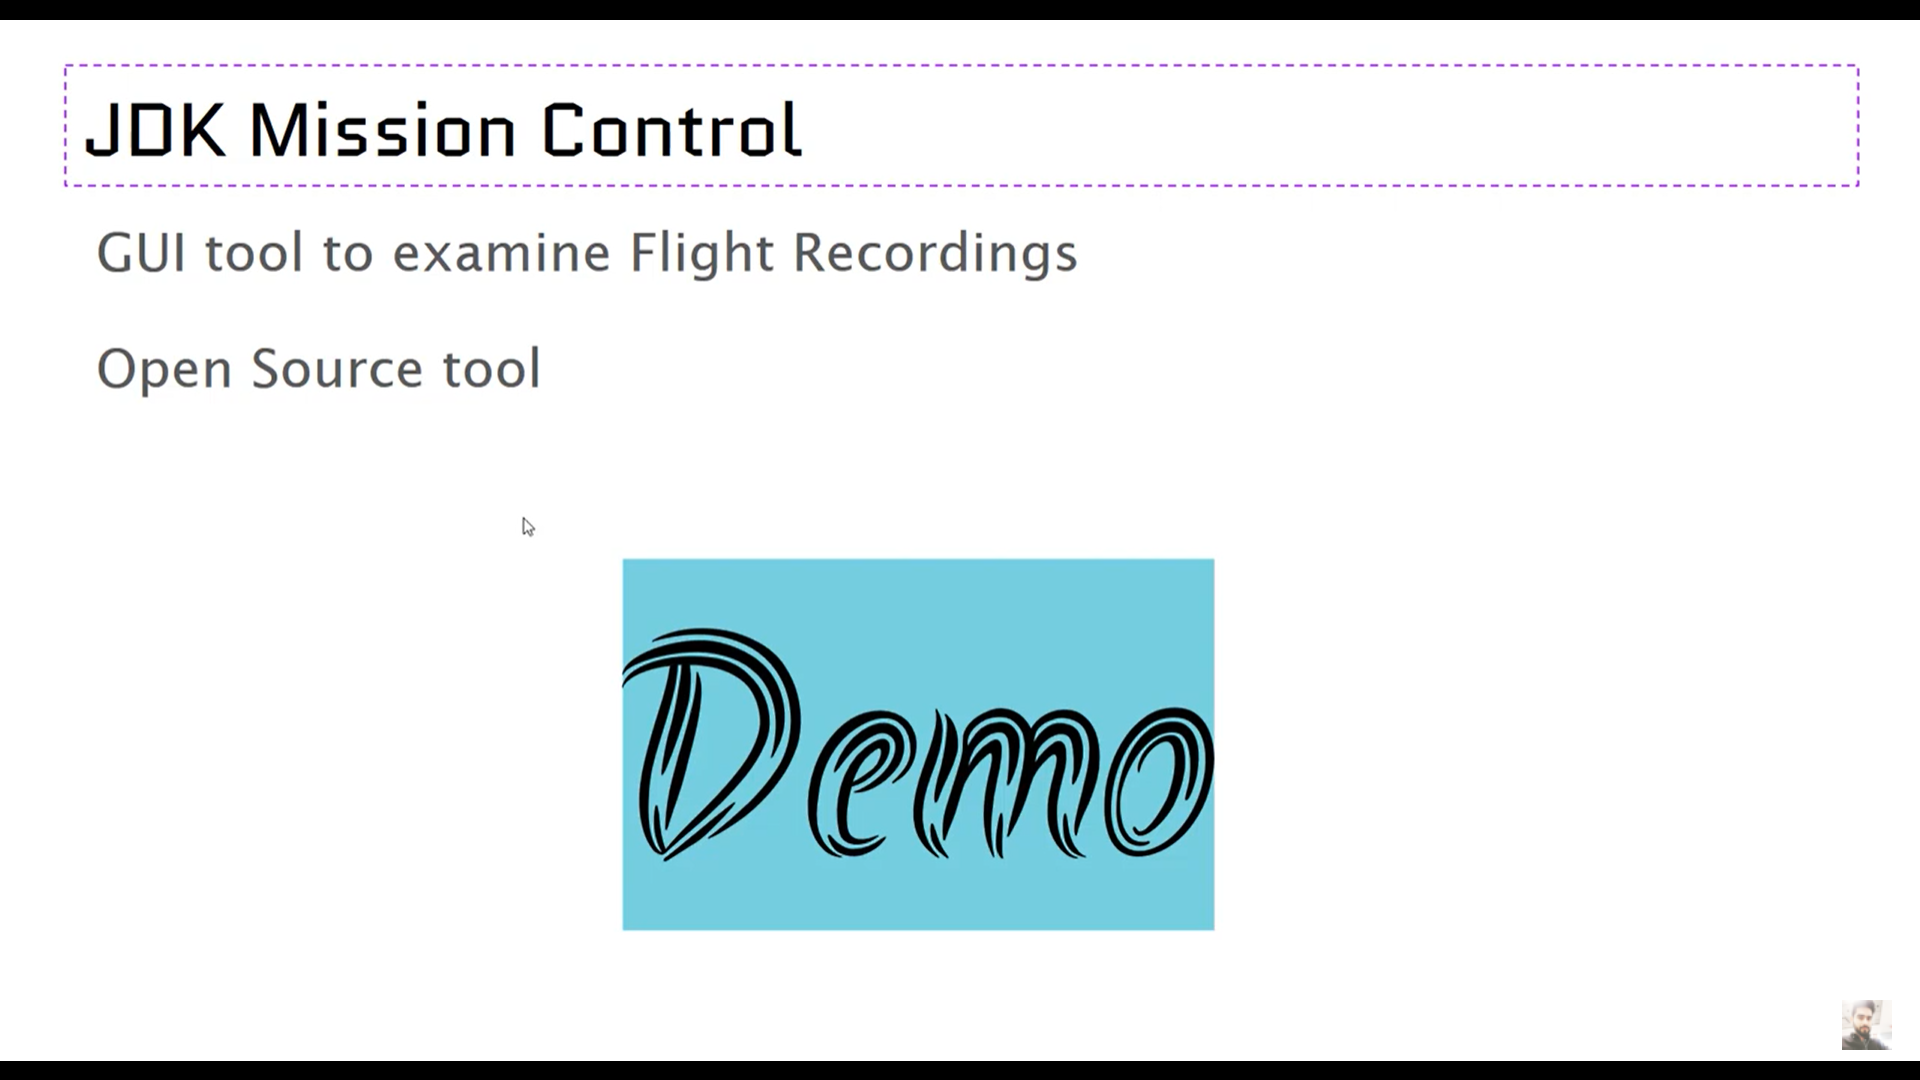 JDK Mission Control
GUI tool to examine Flight Recordings
Open Source tool
Demo